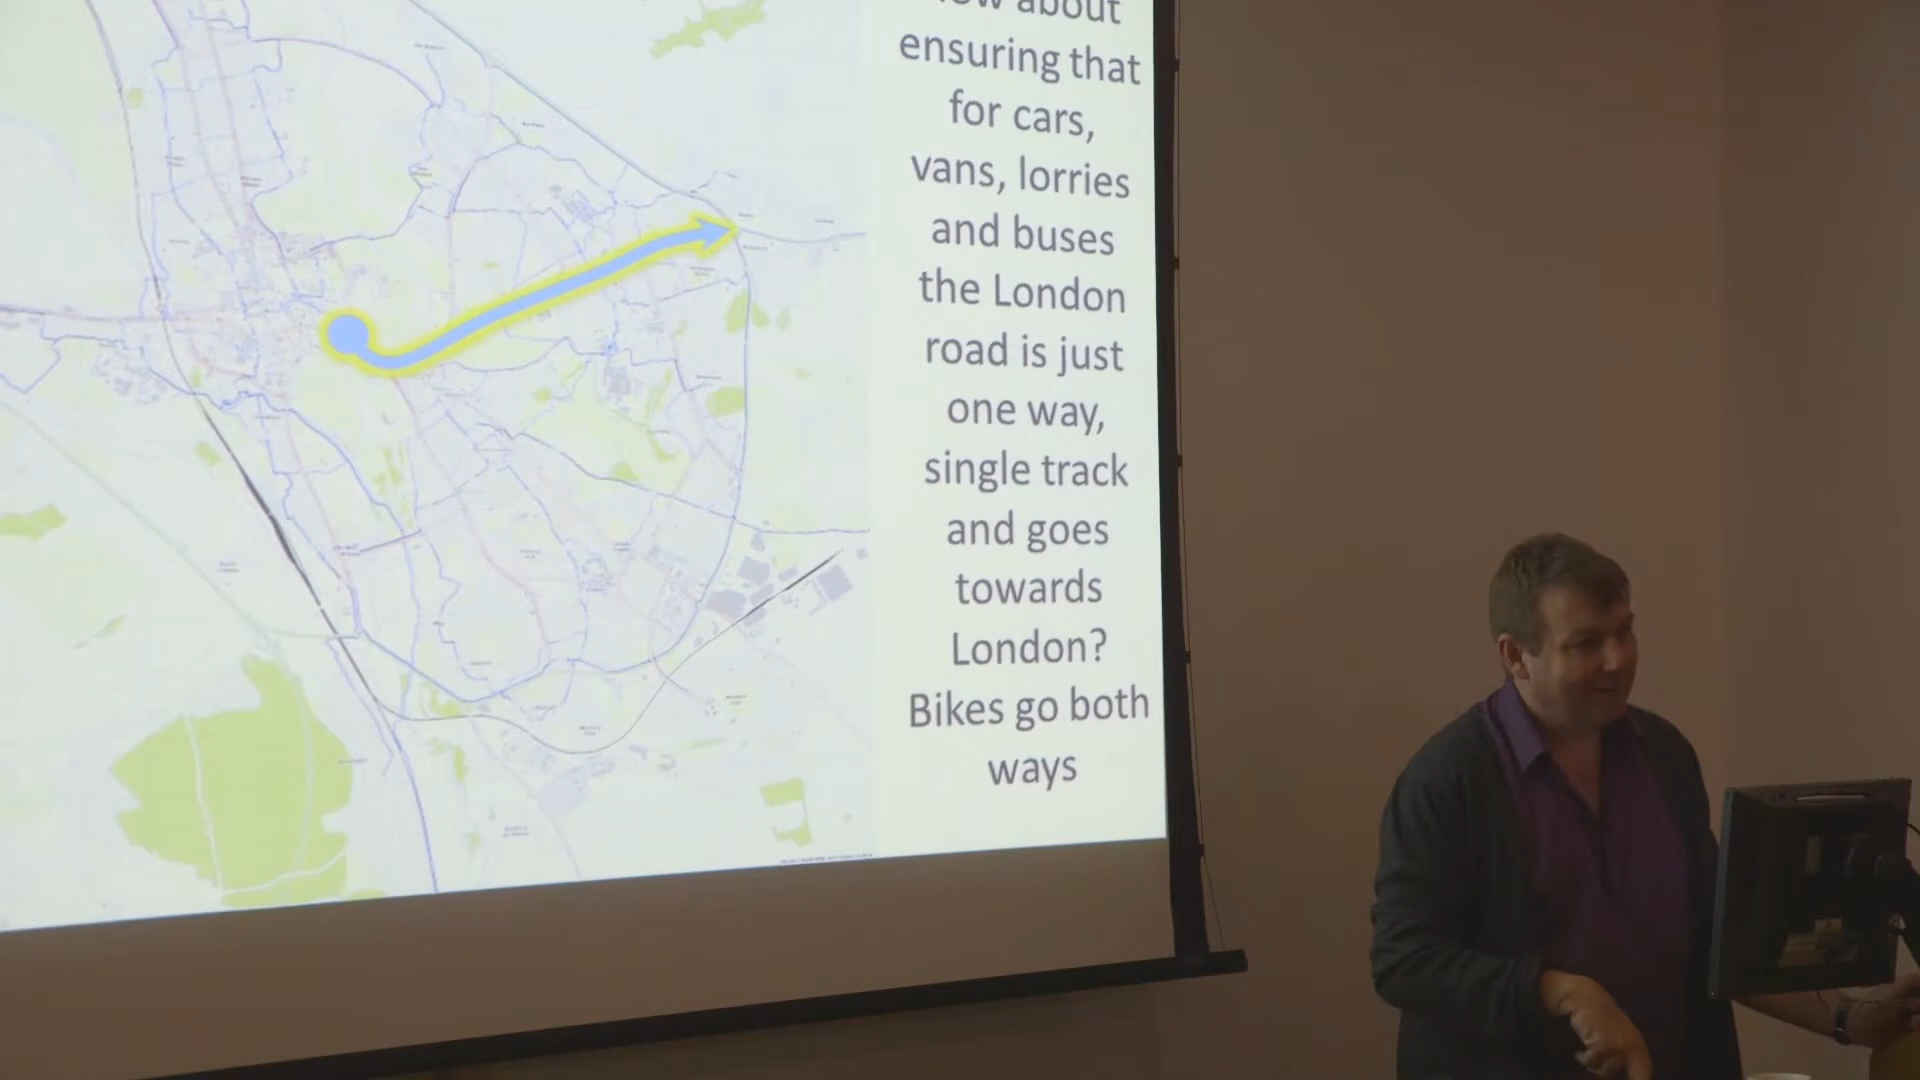 about
ensuring that
for cars,
vans, lorries
and buses
the London
road is just
one way,
single track
and goes
towards
London?
Bikes go both
ways